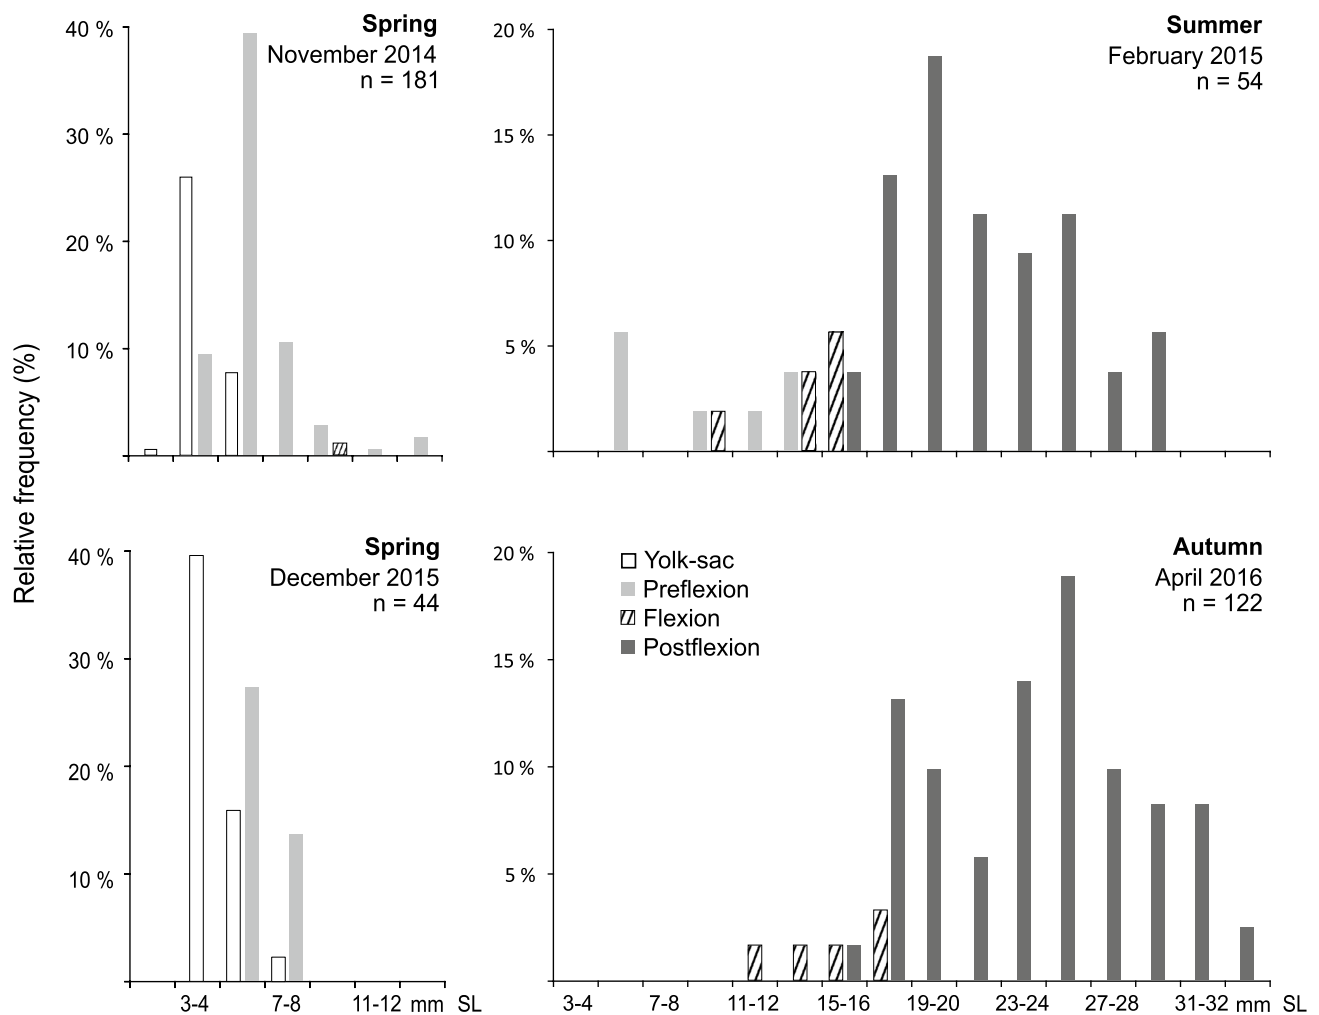 Relative frequency (%)
Spring
November 2014
n = 181
40 %
30 %
20 %
10 %
Summer
February 2015
n = 54
20 %
15 %
10 %
5 %
Spring
December 2015
n = 44
40 %
30 %
20 %
10 %
3-4 7-8 11-12 mm SL
Autumn
April 2016
n = 122
20 %
15 %
10 %
5 %
Yolk-sac
Preflexion
Flexion
Postflexion
3-4 7-8 11-12 15-16 19-20 23-24 27-28 31-32 mm SL